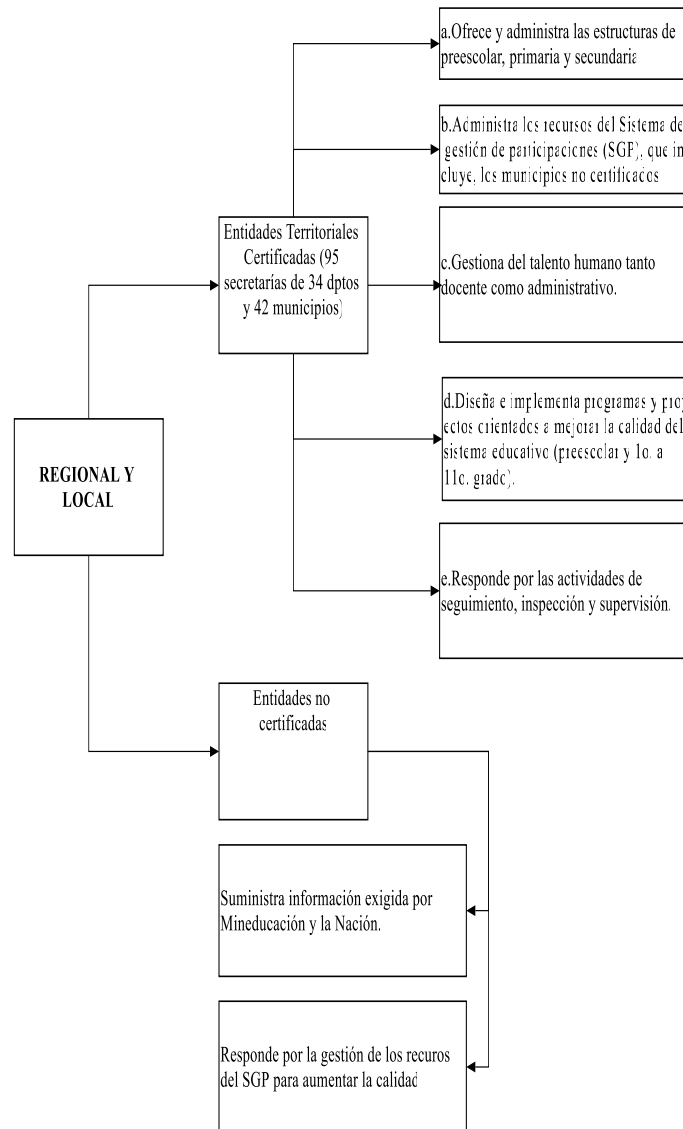 a.Ofrece y administra las estructuras de
preescolar, primaria y secundaria
b.Administra los recursos del Sistema de
gestión de participaciones (SGP), que in
cluye, los municipios no certificados
Entidades Territoriales
Certificadas (95
secretarías de 34 dptos
y 42 municipios)
c.Gestiona del talento humano tanto
docente como administrativo.
d.Diseña e implementa programas y proy
ectos orientados a mejorar la calidad del
sistema educativo (preescolar y 1o. a
11o. grado).
REGIONAL Y
LOCAL
e.Responde por las actividades de
seguimiento, inspección y supervisión.
Entidades no
certificadas
Suministra información exigida por
Mineducación y la Nación.
Responde por la gestión de los recuros
del SGP para aumentar la calidad